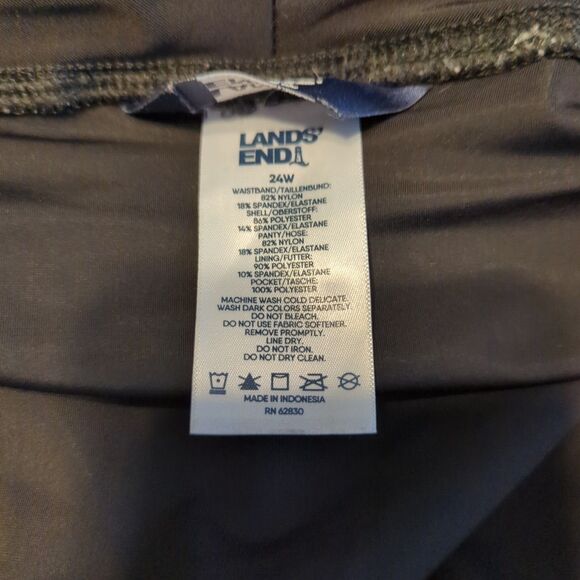 LANDS'
END
24W
WAISTBAND/TAILLENBUND:
82% NYLON
18% SPANDEX/ELASTANE
SHELL/OBERSTOFF:
86% POLYESTER
14% SPANDEX/ELASTANE
PANTY/HOSE:
82% NYLON
18% SPANDEX/ELASTANE
LINING/FUTTER:
90% POLYESTER
10% SPANDEX/ELASTANE
POCKET/TASCHE:
100% POLYESTER
MACHINE WASH COLD DELICATE.
WASH DARK COLORS SEPARATELY.
DO NOT BLEACH.
DO NOT USE FABRIC SOFTENER.
REMOVE PROMPTLY.
LINE DRY.
DO NOT IRON.
DO NOT DRY CLEAN.
MADE IN INDONESIA
RN 62830